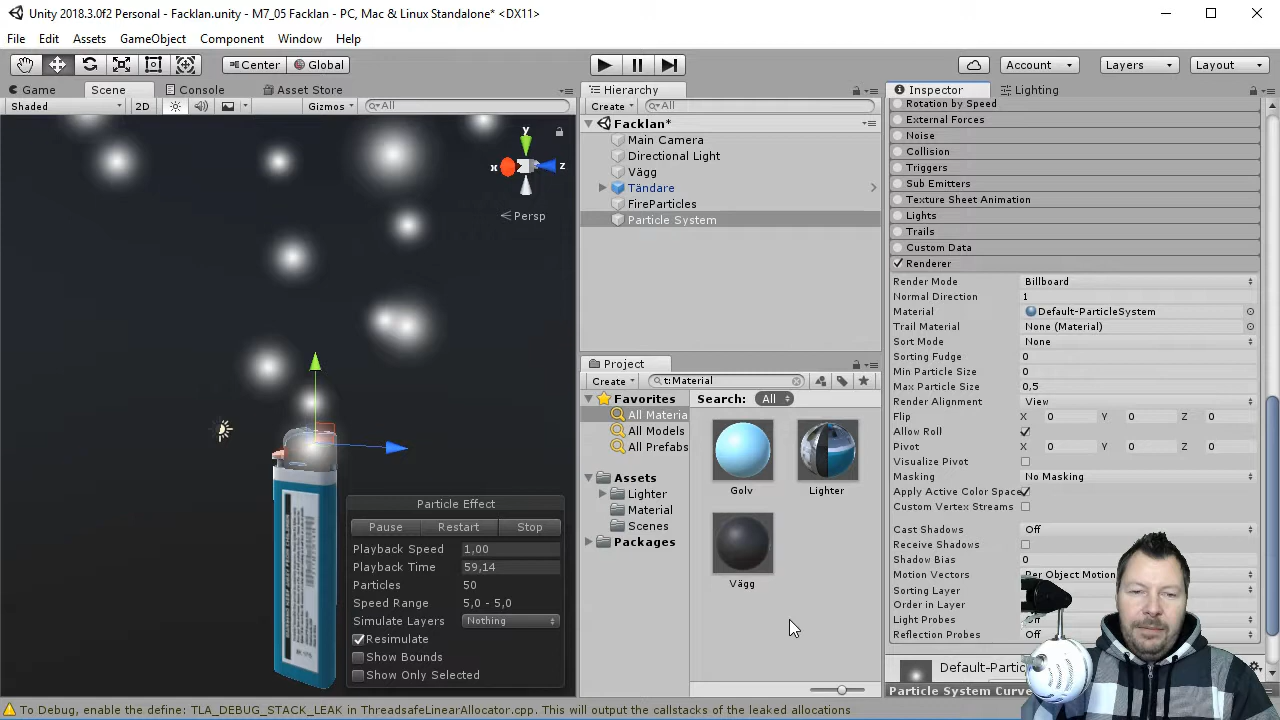 Unity 2018.3.0f2 Personal - Facklan.unity - M7_05 Facklan - PC, Mac & Linux Standalone* <DX11>
File Edit Assets GameObject Component Window Help
Center Global Account Layers Layout
Game Scene Console Asset Store
Shaded 2D Gizmos All
y
x z
Persp
Particle Effect
Pause Restart Stop
Playback Speed 1,00
Playback Time 59,14
Particles 50
Speed Range 5,0 - 5,0
Simulate Layers Nothing
Resimulate
Show Bounds
Show Only Selected
Hierarchy
Create All
Facklan*
Main Camera
Directional Light
Vägg
Tändare
FireParticles
Particle System
Project
Create t:Material
Favorites
All Materia
All Models
All Prefabs
Assets
Lighter
Material
Scenes
Packages
Search: All
Golv Lighter
Vägg
Inspector Lighting
Rotation by Speed
External Forces
Noise
Collision
Triggers
Sub Emitters
Texture Sheet Animation
Lights
Trails
Custom Data
Renderer
Render Mode Billboard
Normal Direction 1
Material Default-ParticleSystem
Trail Material None (Material)
Sort Mode None
Sorting Fudge 0
Min Particle Size 0
Max Particle Size 0,5
Render Alignment View
Flip X 0 Y 0 Z 0
Allow Roll
Pivot X 0 Y 0 Z 0
Visualize Pivot
Masking No Masking
Apply Active Color Space
Custom Vertex Streams
Cast Shadows Off
Receive Shadows
Shadow Bias 0
Motion Vectors Per Object Motion
Sorting Layer
Order in Layer
Light Probes Off
Reflection Probes Off
Default-Partic
Particle System Curve
To Debug, enable the define: TLA_DEBUG_STACK_LEAK in ThreadsafeLinearAllocator.cpp. This will output the callstacks of the leaked allocations